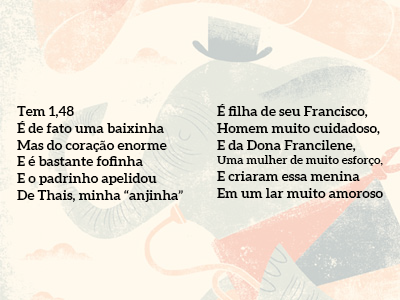 Tem 1,48
É de fato uma baixinha
Mas do coração enorme
E é bastante fofinha
E o padrinho apelidou
De Thais, minha “anjinha”
É filha de seu Francisco,
Homem muito cuidadoso,
E da Dona Francilene,
Uma mulher de muito esforço,
E criaram essa menina
Em um lar muito amoroso